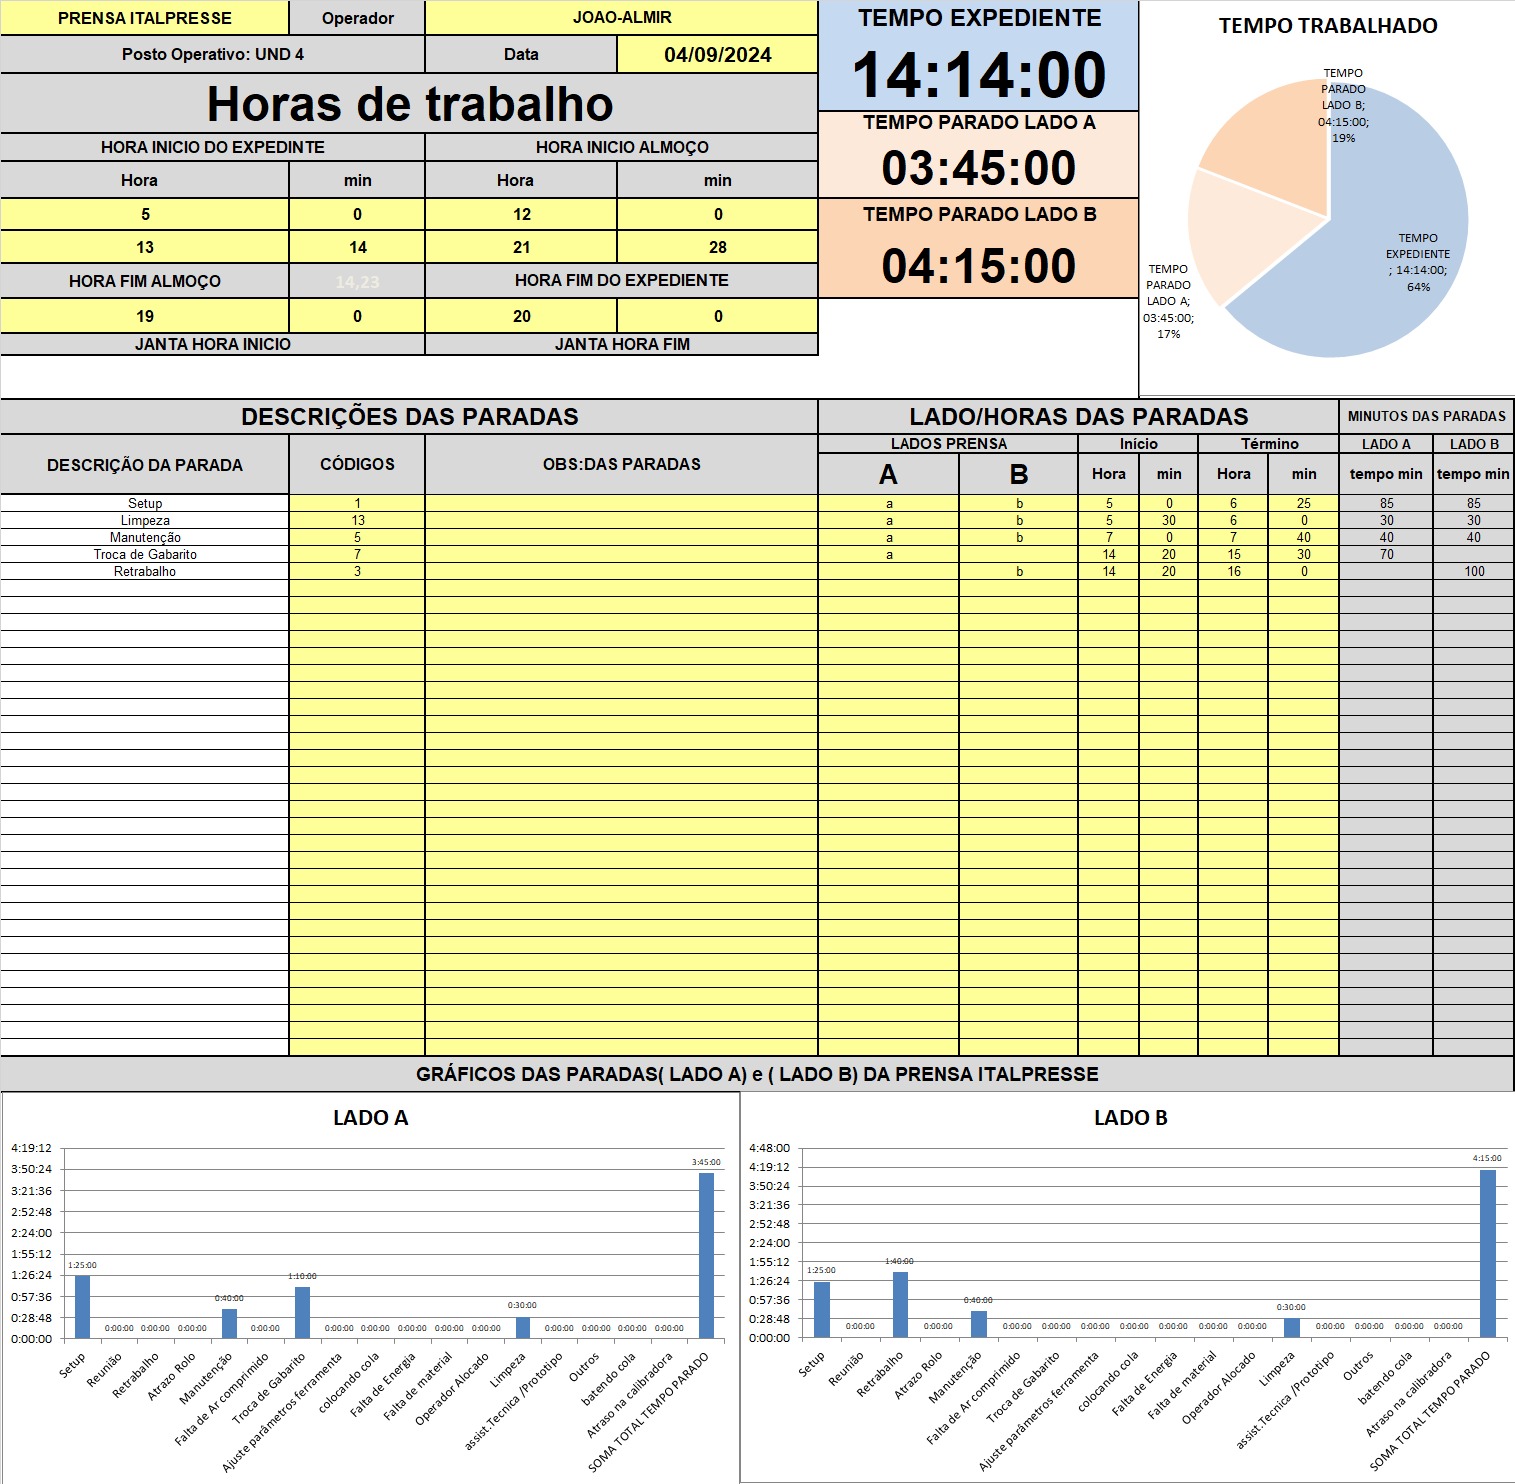 PRENSA ITALPRESSE Operador JOAO-ALMIR
Posto Operativo: UND 4 Data 04/09/2024
Horas de trabalho
HORA INICIO DO EXPEDINTE HORA INICIO ALMOÇO
Hora min Hora min
5 0 12 0
13 14 21 28
HORA FIM ALMOÇO 14,23 HORA FIM DO EXPEDIENTE
19 0 20 0
JANTA HORA INICIO JANTA HORA FIM
TEMPO EXPEDIENTE
14:14:00
TEMPO PARADO LADO A
03:45:00
TEMPO PARADO LADO B
04:15:00
TEMPO TRABALHADO
TEMPO
PARADO
LADO B;
04:15:00;
19%
TEMPO
EXPEDIENTE
; 14:14:00;
64%
TEMPO
PARADO
LADO A;
03:45:00;
17%
DESCRIÇÕES DAS PARADAS LADO/HORAS DAS PARADAS MINUTOS DAS PARADAS
DESCRIÇÃO DA PARADA CÓDIGOS OBS:DAS PARADAS
LADOS PRENSA Início Término LADO A LADO B
A B Hora min Hora min tempo min tempo min
Setup 1 a b 5 0 6 25 85 85
Limpeza 13 a b 5 30 6 0 30 30
Manutenção 5 a b 7 0 7 40 40 40
Troca de Gabarito 7 a 14 20 15 30 70
Retrabalho 3 b 14 20 16 0 100
GRÁFICOS DAS PARADAS( LADO A) e ( LADO B) DA PRENSA ITALPRESSE
LADO A
4:19:12
3:50:24
3:21:36
2:52:48
2:24:00
1:55:12
1:26:24
0:57:36
0:28:48
0:00:00
1:25:00 0:00:00 0:00:00 0:00:00 0:40:00 0:00:00 1:10:00 0:00:00 0:00:00 0:00:00 0:00:00 0:00:00 0:30:00 0:00:00 0:00:00 0:00:00 0:00:00 3:45:00
Setup
Reunião
Retrabalho
Atrazo Rolo
Manutenção
Falta de Ar comprimido
Troca de Gabarito
Ajuste parâmetros ferramenta
colocando cola
Falta de Energia
Falta de material
Operador Alocado
Limpeza
assist.Tecnica /Prototipo
Outros
batendo cola
Atraso na calibradora
SOMA TOTAL TEMPO PARADO
LADO B
4:48:00
4:19:12
3:50:24
3:21:36
2:52:48
2:24:00
1:55:12
1:26:24
0:57:36
0:28:48
0:00:00
1:25:00 0:00:00 1:40:00 0:00:00 0:40:00 0:00:00 0:00:00 0:00:00 0:00:00 0:00:00 0:00:00 0:00:00 0:30:00 0:00:00 0:00:00 0:00:00 0:00:00 4:15:00
Setup
Reunião
Retrabalho
Atrazo Rolo
Manutenção
Falta de Ar comprimido
Troca de Gabarito
Ajuste parâmetros ferramenta
colocando cola
Falta de Energia
Falta de material
Operador Alocado
Limpeza
assist.Tecnica /Prototipo
Outros
batendo cola
Atraso na calibradora
SOMA TOTAL TEMPO PARADO